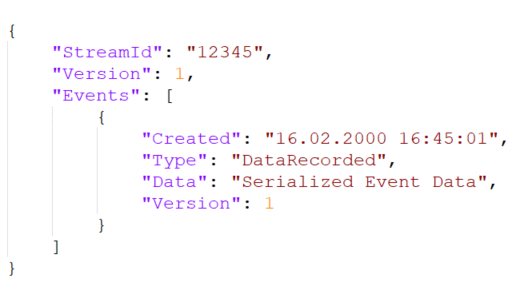 {
    "StreamId": "12345",
    "Version": 1,
    "Events": [
        {
            "Created": "16.02.2000 16:45:01",
            "Type": "DataRecorded",
            "Data": "Serialized Event Data",
            "Version": 1
        }
    ]
}